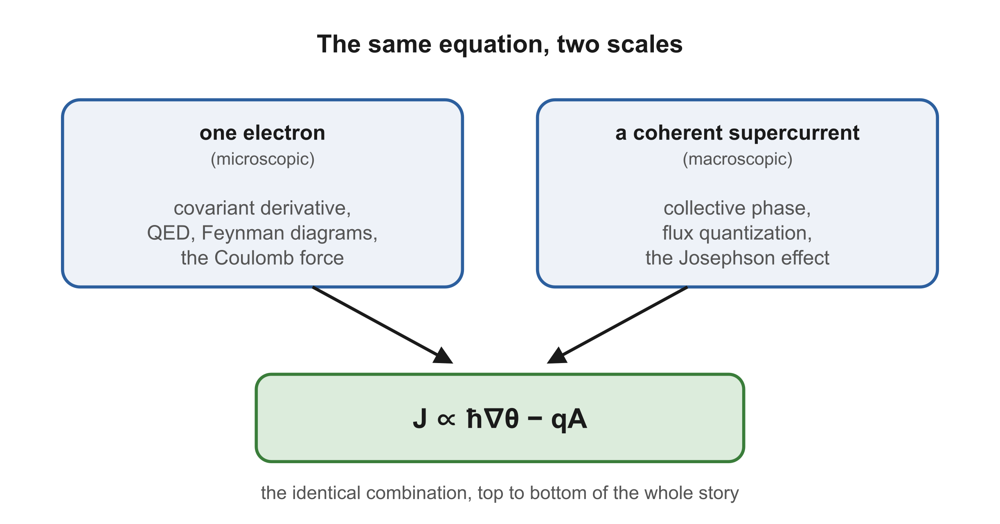 The same equation, two scales
one electron
(microscopic)
covariant derivative,
QED, Feynman diagrams,
the Coulomb force
a coherent supercurrent
(macroscopic)
collective phase,
flux quantization,
the Josephson effect
J ∝ ħ∇θ − qA
the identical combination, top to bottom of the whole story